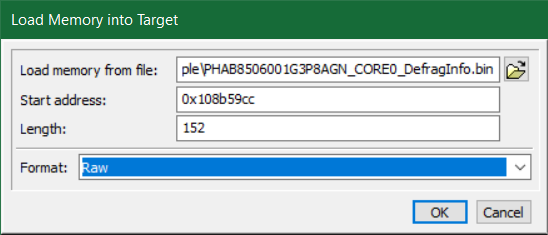 Load Memory into Target
Load memory from file: ple\PHAB8506001G3P8AGN_CORE0_DefragInfo.bin
Start address: 0x108b59cc
Length: 152
Format: Raw
OK Cancel